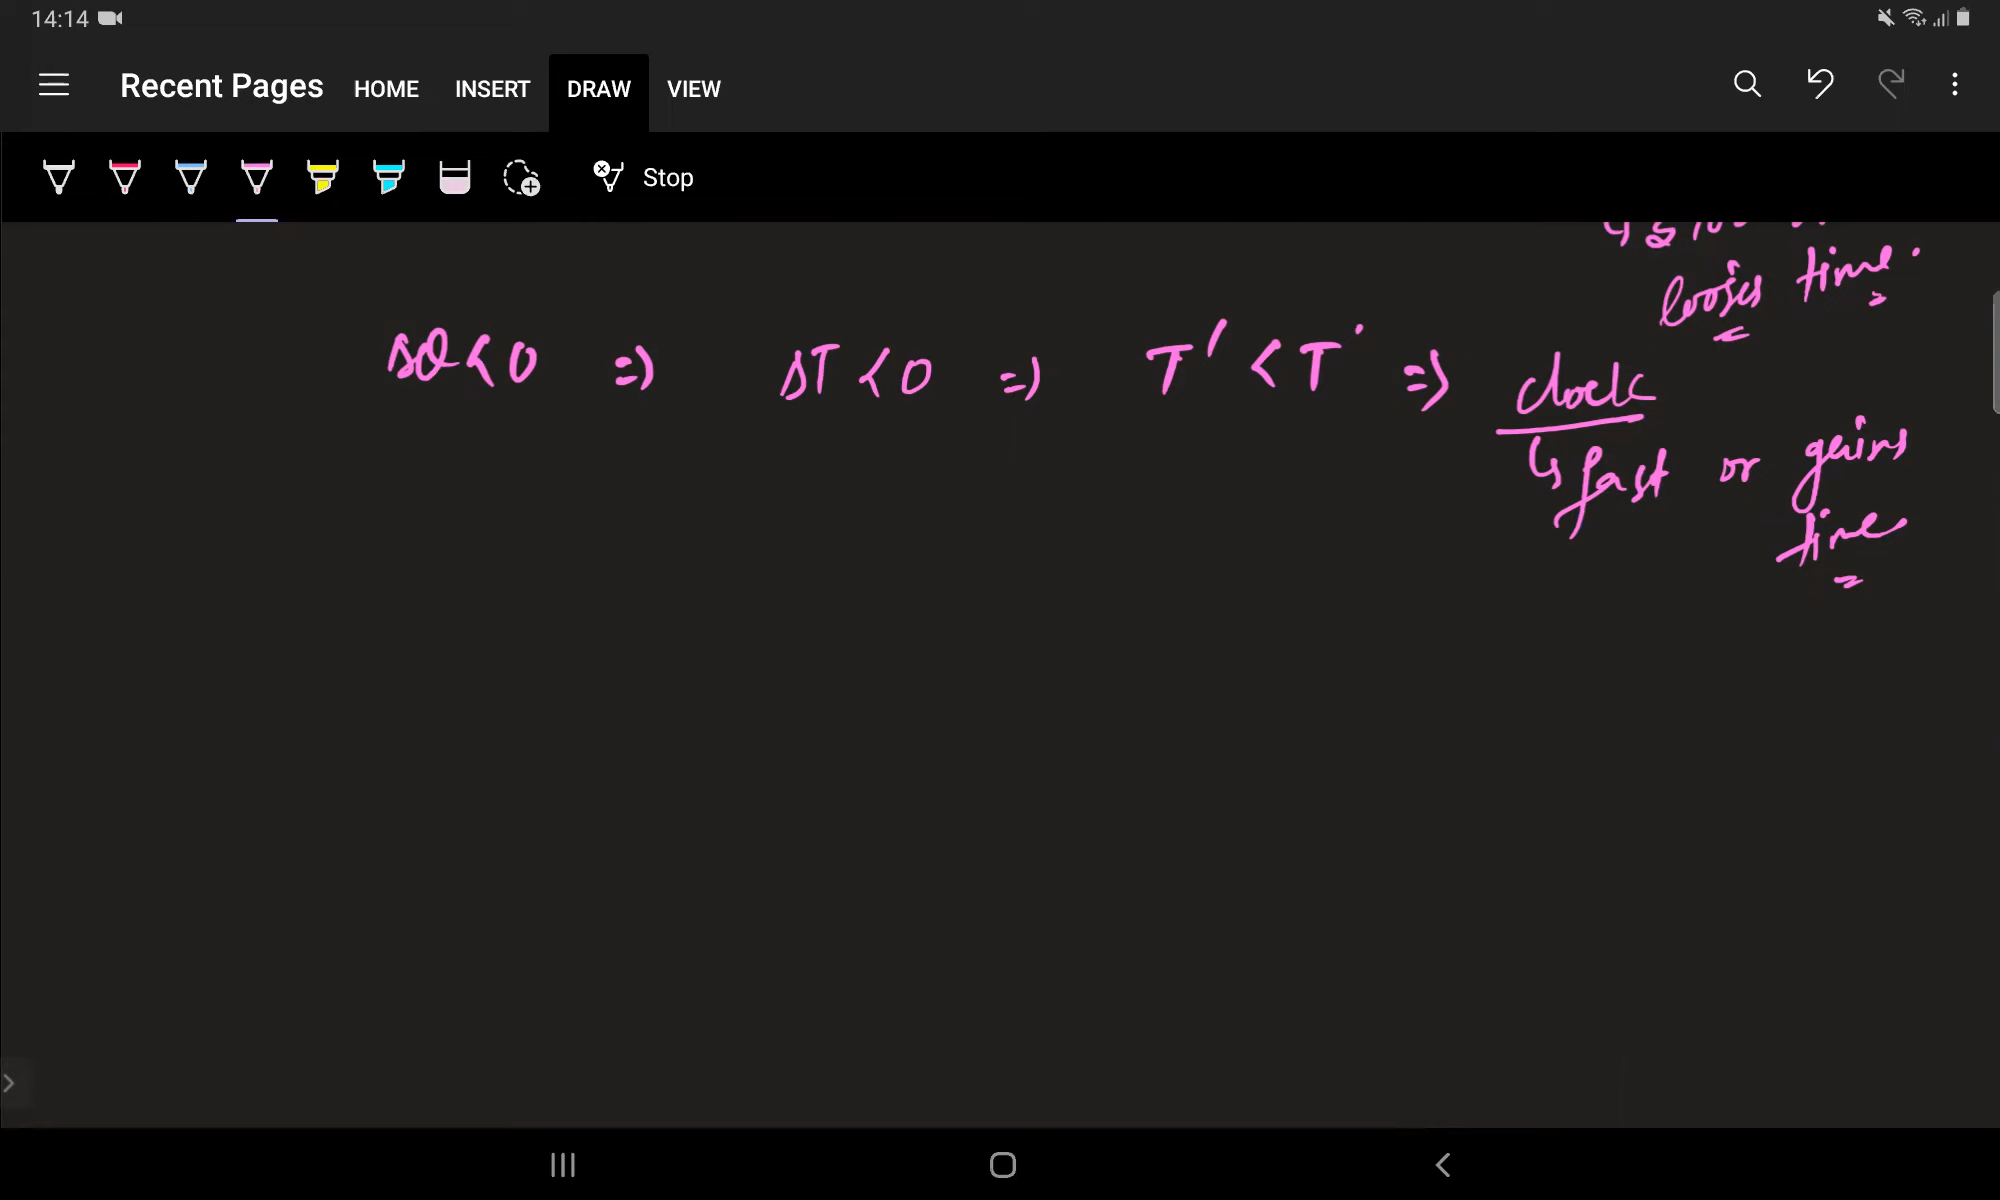 14:14
Recent Pages HOME INSERT DRAW VIEW
Stop
looses time.
Δθ < 0 => ΔT < 0 => T' < T => clock
↳ fast or gains
time